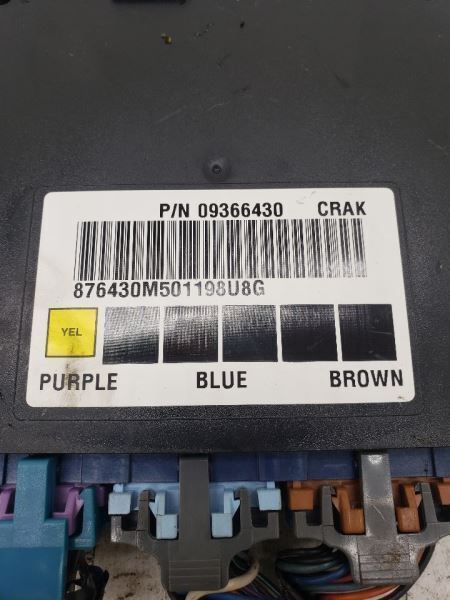 P/N 09366430 CRAK
876430M501198U8G
YEL
PURPLE BLUE BROWN